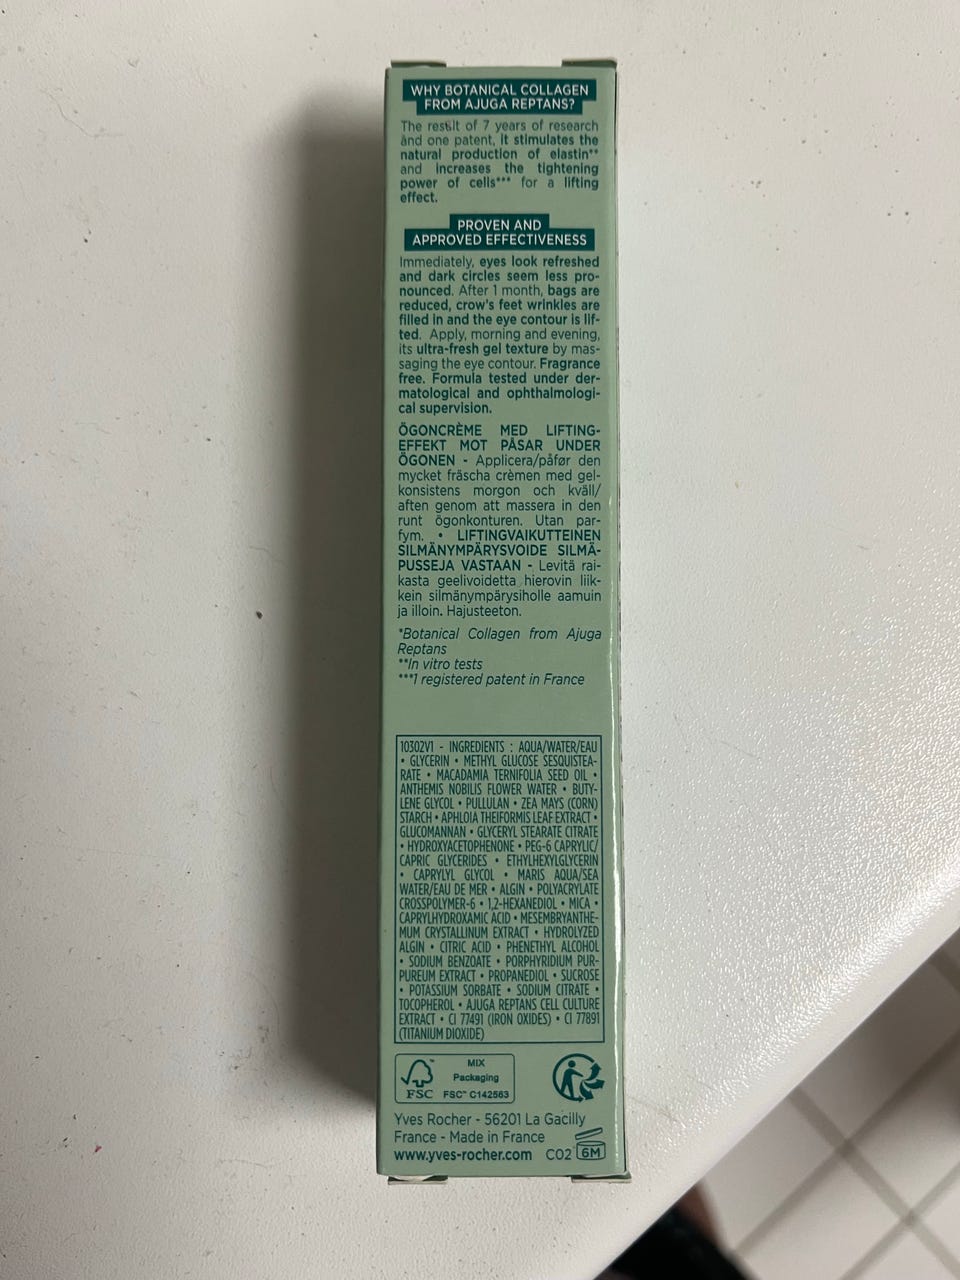 WHY BOTANICAL COLLAGEN
FROM AJUGA REPTANS?
The result of 7 years of research
and one patent, it stimulates the
natural production of elastin**
and increases the tightening
power of cells*** for a lifting
effect.
PROVEN AND
APPROVED EFFECTIVENESS
Immediately, eyes look refreshed
and dark circles seem less pro-
nounced. After 1 month, bags are
reduced, crow's feet wrinkles are
filled in and the eye contour is lif-
ted. Apply, morning and evening,
its ultra-fresh gel texture by mas-
saging the eye contour. Fragrance
free. Formula tested under der-
matological and ophthalmologi-
cal supervision.
ÖGONCRÈME MED LIFTING-
EFFEKT MOT PÅSAR UNDER
ÖGONEN - Applicera/påfør den
mycket fräscha crèmen med gel-
konsistens morgon och kväll/
aften genom att massera in den
runt ögonkonturen. Utan par-
fym. • LIFTINGVAIKUTTEINEN
SILMÄNYMPÄRYSVOIDE SILMÄ-
PUSSEJA VASTAAN - Levitä rai-
kasta geelivoidetta hierovin liik-
kein silmänympärysiholle aamuin
ja illoin. Hajusteeton.
*Botanical Collagen from Ajuga
Reptans
**In vitro tests
***1 registered patent in France
10302V1 - INGREDIENTS : AQUA/WATER/EAU
• GLYCERIN • METHYL GLUCOSE SESQUISTEA-
RATE • MACADAMIA TERNIFOLIA SEED OIL •
ANTHEMIS NOBILIS FLOWER WATER • BUTY-
LENE GLYCOL • PULLULAN • ZEA MAYS (CORN)
STARCH • APHLOIA THEIFORMIS LEAF EXTRACT •
GLUCOMANNAN • GLYCERYL STEARATE CITRATE
• HYDROXYACETOPHENONE • PEG-6 CAPRYLIC/
CAPRIC GLYCERIDES • ETHYLHEXYLGLYCERIN
• CAPRYLYL GLYCOL • MARIS AQUA/SEA
WATER/EAU DE MER • ALGIN • POLYACRYLATE
CROSSPOLYMER-6 • 1,2-HEXANEDIOL • MICA •
CAPRYLHYDROXAMIC ACID • MESEMBRYANTHE-
MUM CRYSTALLINUM EXTRACT • HYDROLYZED
ALGIN • CITRIC ACID • PHENETHYL ALCOHOL
• SODIUM BENZOATE • PORPHYRIDIUM PUR-
PUREUM EXTRACT • PROPANEDIOL • SUCROSE
• POTASSIUM SORBATE • SODIUM CITRATE •
TOCOPHEROL • AJUGA REPTANS CELL CULTURE
EXTRACT • CI 77491 (IRON OXIDES) • CI 77891
(TITANIUM DIOXIDE)
MIX
Packaging
FSC FSC™ C142563
Yves Rocher - 56201 La Gacilly
France - Made in France
www.yves-rocher.com CO2 6M